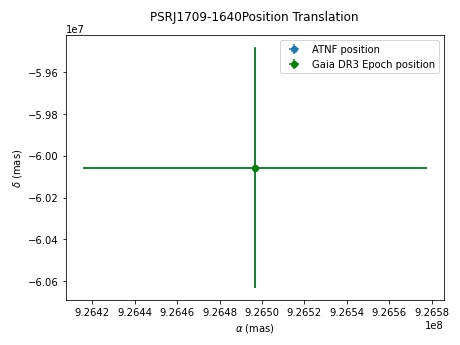 PSRJ1709-1640Position Translation
1e7
ATNF position
Gaia DR3 Epoch position
−5.96
−5.98
−6.00
−6.02
−6.04
−6.06
δ (mas)
9.2642 9.2644 9.2646 9.2648 9.2650 9.2652 9.2654 9.2656 9.2658
1e8
α (mas)